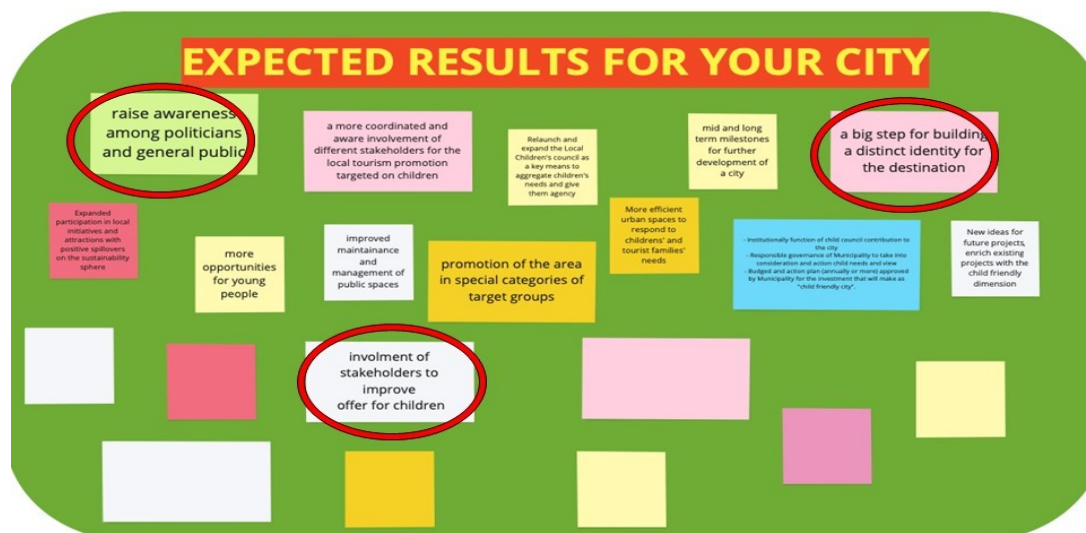 EXPECTED RESULTS FOR YOUR CITY
raise awareness
among politicians
and general public
a more coordinated and
aware involvement of
different stakeholders for the
local tourism promotion
targeted on children
Relaunch and
expand the Local
Children's council as
a key means to
aggregate children's
needs and give
them agency
mid and long
term milestones
for further
development of
a city
a big step for building
a distinct identity for
the destination
Expanded
participation in local
initiatives and
attractions with
positive spillovers
on the sustainability
sphere
more
opportunities
for young
people
improved
maintainance
and
management of
public spaces
promotion of the area
in special categories of
target groups
More efficient
urban spaces to
respond to
childrens' and
tourist families'
needs
- Institutionally function of child council contribution to
the city
- Responsible governance of Municipality to take into
consideration and action child needs and view
- Budged and action plan (annually or more) approved
by Municipality for the investment that will make as
"child friendly city".
New ideas for
future projects,
enrich existing
projects with the
child friendly
dimension
involment of
stakeholders to
improve
offer for children